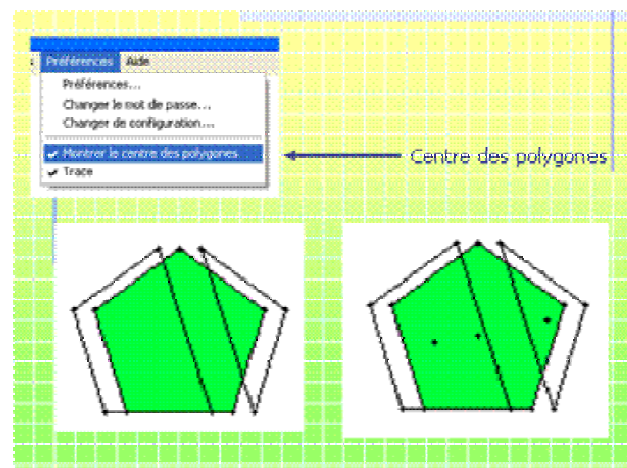 Préférences Aide
Préférences...
Changer le mot de passe...
Changer de configuration...
Montrer le centre des polygones
Trace
Centre des polygones